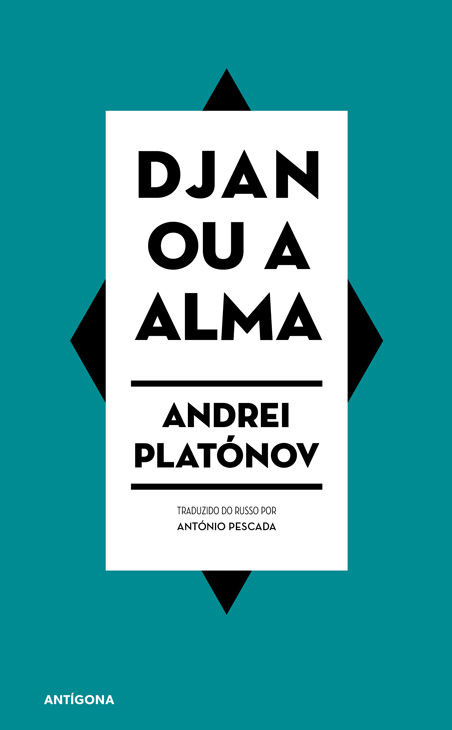 DJAN
OU A
ALMA
ANDREI
PLATÓNOV
TRADUZIDO DO RUSSO POR
ANTÓNIO PESCADA
ANTÍGONA